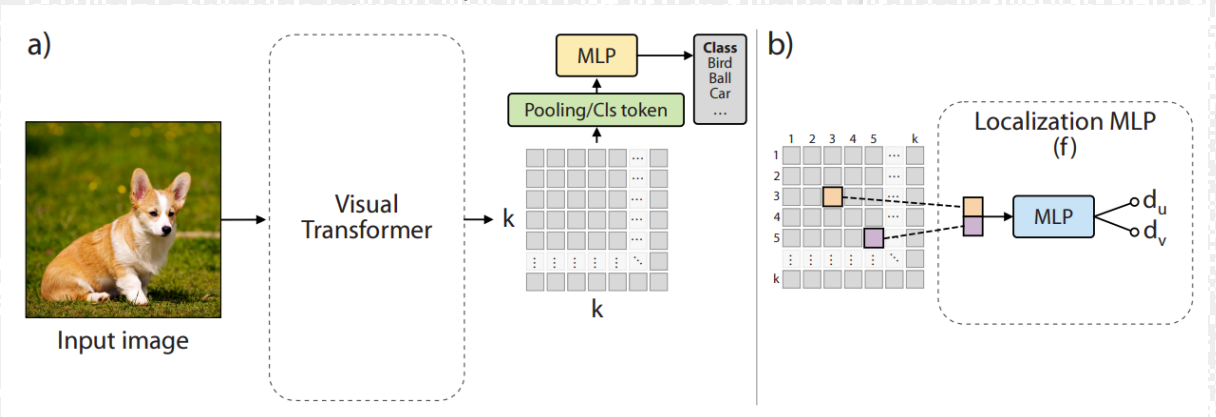 a)
Input image
Visual
Transformer
MLP
Pooling/Cls token
Class
Bird
Ball
Car
...
k
k
b)
1 2 3 4 5 k
1
2
3
4
5
k
Localization MLP
(f)
MLP
du
dv